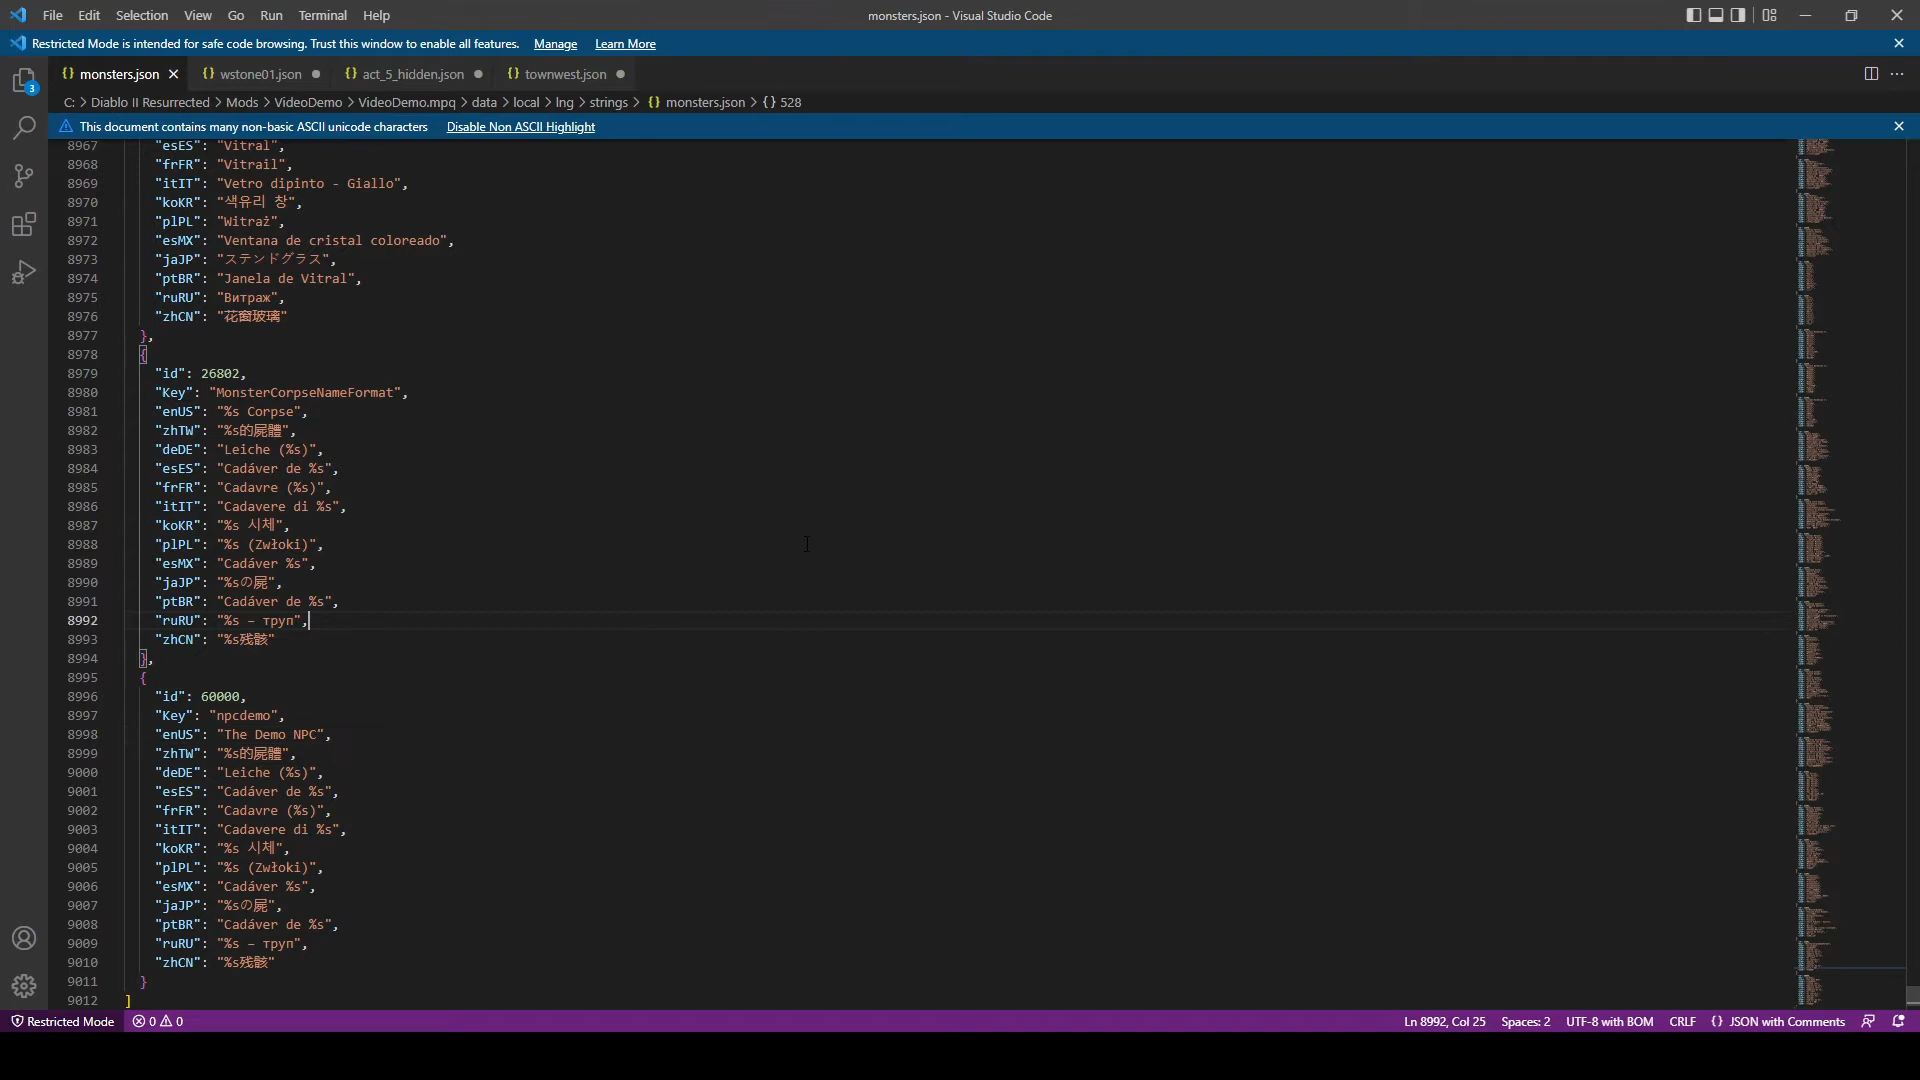 File Edit Selection View Go Run Terminal Help monsters.json - Visual Studio Code
Restricted Mode is intended for safe code browsing. Trust this window to enable all features. Manage Learn More
monsters.json wstone01.json act_5_hidden.json townwest.json
C: > Diablo II Resurrected > Mods > VideoDemo > VideoDemo.mpq > data > local > lng > strings > {} monsters.json > {} 528
This document contains many non-basic ASCII unicode characters Disable Non ASCII Highlight
3
8967 "esES": "Vitral",
8968 "frFR": "Vitrail",
8969 "itIT": "Vetro dipinto - Giallo",
8970 "koKR": "색유리 창",
8971 "plPL": "Witraż",
8972 "esMX": "Ventana de cristal coloreado",
8973 "jaJP": "ステンドグラス",
8974 "ptBR": "Janela de Vitral",
8975 "ruRU": "Витраж",
8976 "zhCN": "花窗玻璃"
8977 },
8978 {
8979 "id": 26802,
8980 "Key": "MonsterCorpseNameFormat",
8981 "enUS": "%s Corpse",
8982 "zhTW": "%s的屍體",
8983 "deDE": "Leiche (%s)",
8984 "esES": "Cadáver de %s",
8985 "frFR": "Cadavre (%s)",
8986 "itIT": "Cadavere di %s",
8987 "koKR": "%s 시체",
8988 "plPL": "%s (Zwłoki)",
8989 "esMX": "Cadáver %s",
8990 "jaJP": "%sの屍",
8991 "ptBR": "Cadáver de %s",
8992 "ruRU": "%s – труп",
8993 "zhCN": "%s残骸"
8994 },
8995 {
8996 "id": 60000,
8997 "Key": "npcdemo",
8998 "enUS": "The Demo NPC",
8999 "zhTW": "%s的屍體",
9000 "deDE": "Leiche (%s)",
9001 "esES": "Cadáver de %s",
9002 "frFR": "Cadavre (%s)",
9003 "itIT": "Cadavere di %s",
9004 "koKR": "%s 시체",
9005 "plPL": "%s (Zwłoki)",
9006 "esMX": "Cadáver %s",
9007 "jaJP": "%sの屍",
9008 "ptBR": "Cadáver de %s",
9009 "ruRU": "%s – труп",
9010 "zhCN": "%s残骸"
9011 }
9012 ]
Restricted Mode 0 0 Ln 8992, Col 25 Spaces: 2 UTF-8 with BOM CRLF {} JSON with Comments